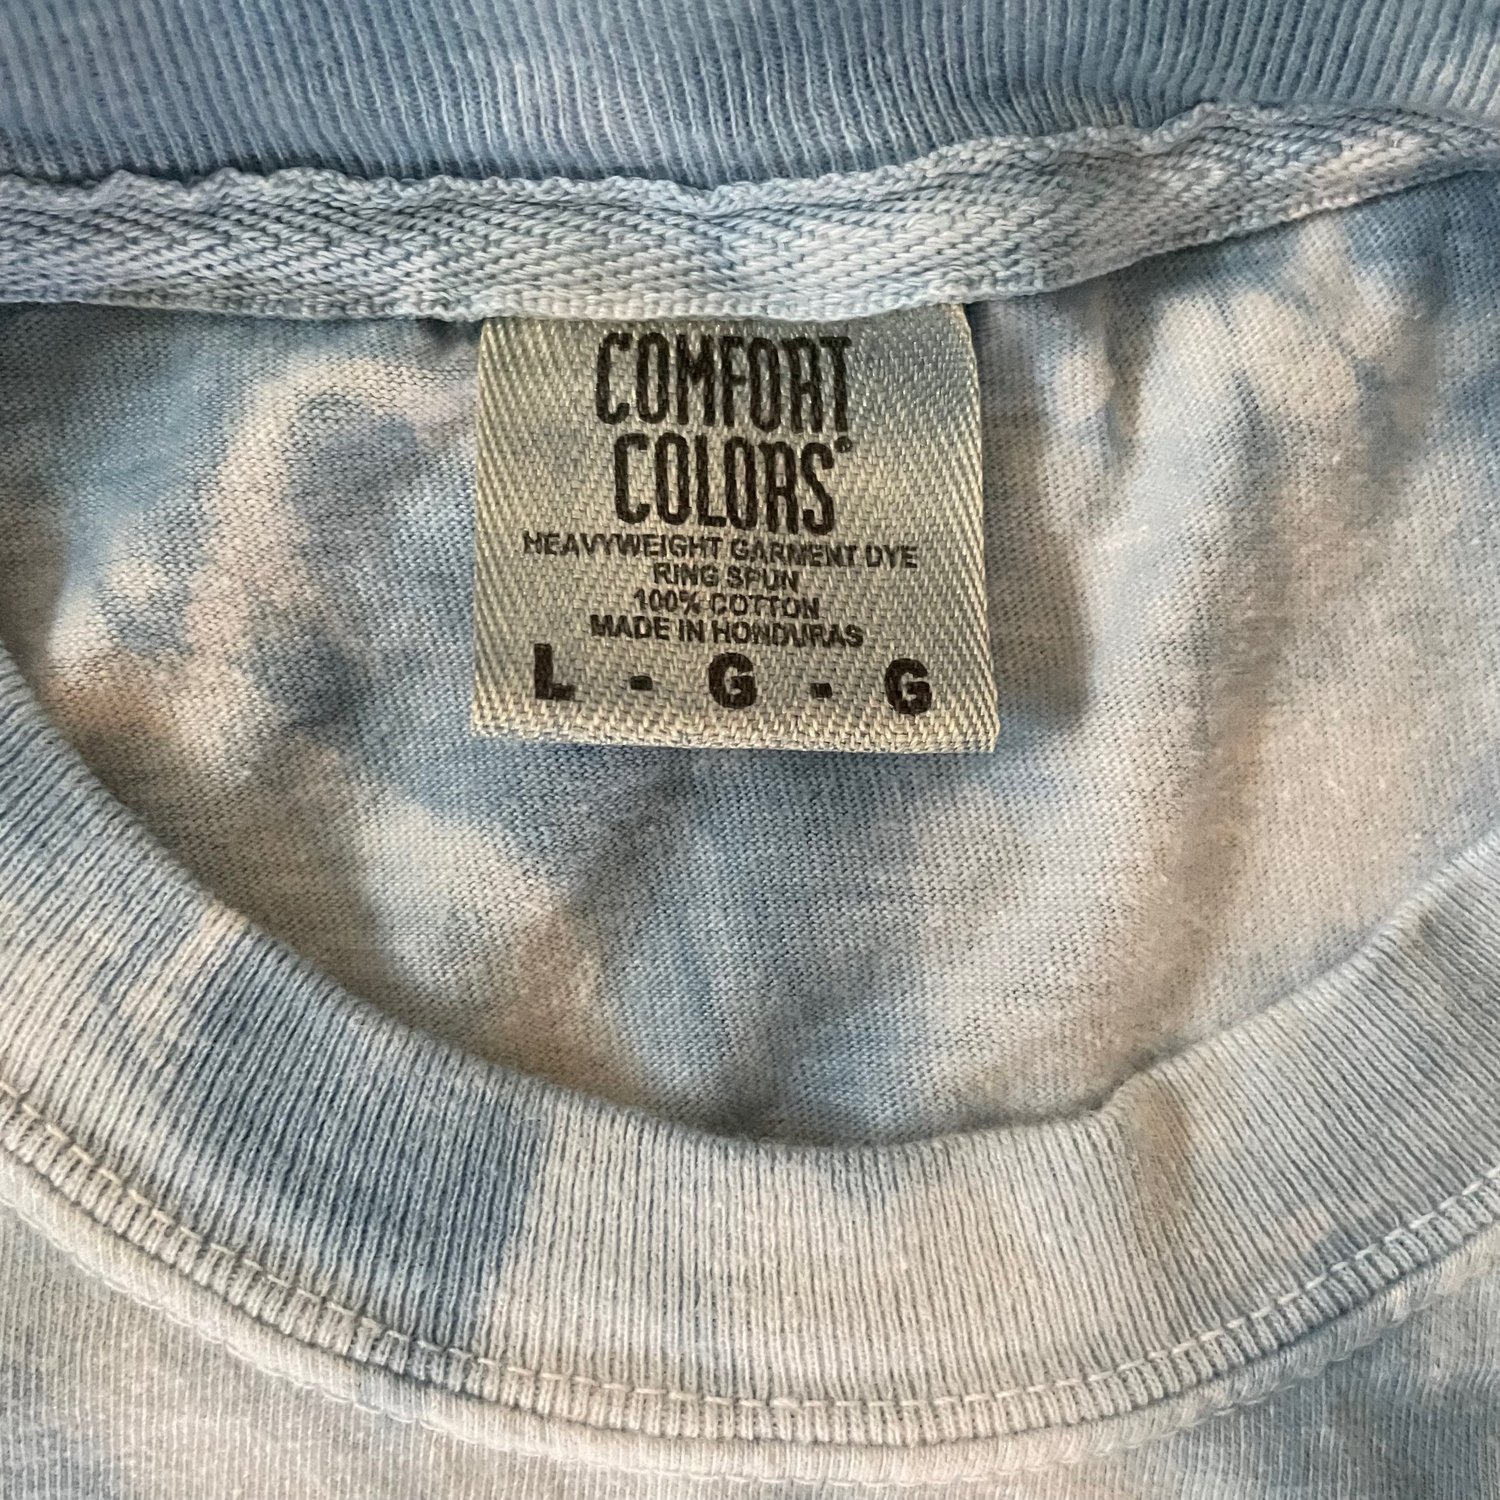 COMFORT
COLORS®
HEAVYWEIGHT GARMENT DYE
RING SPUN
100% COTTON
MADE IN HONDURAS
L - G - G